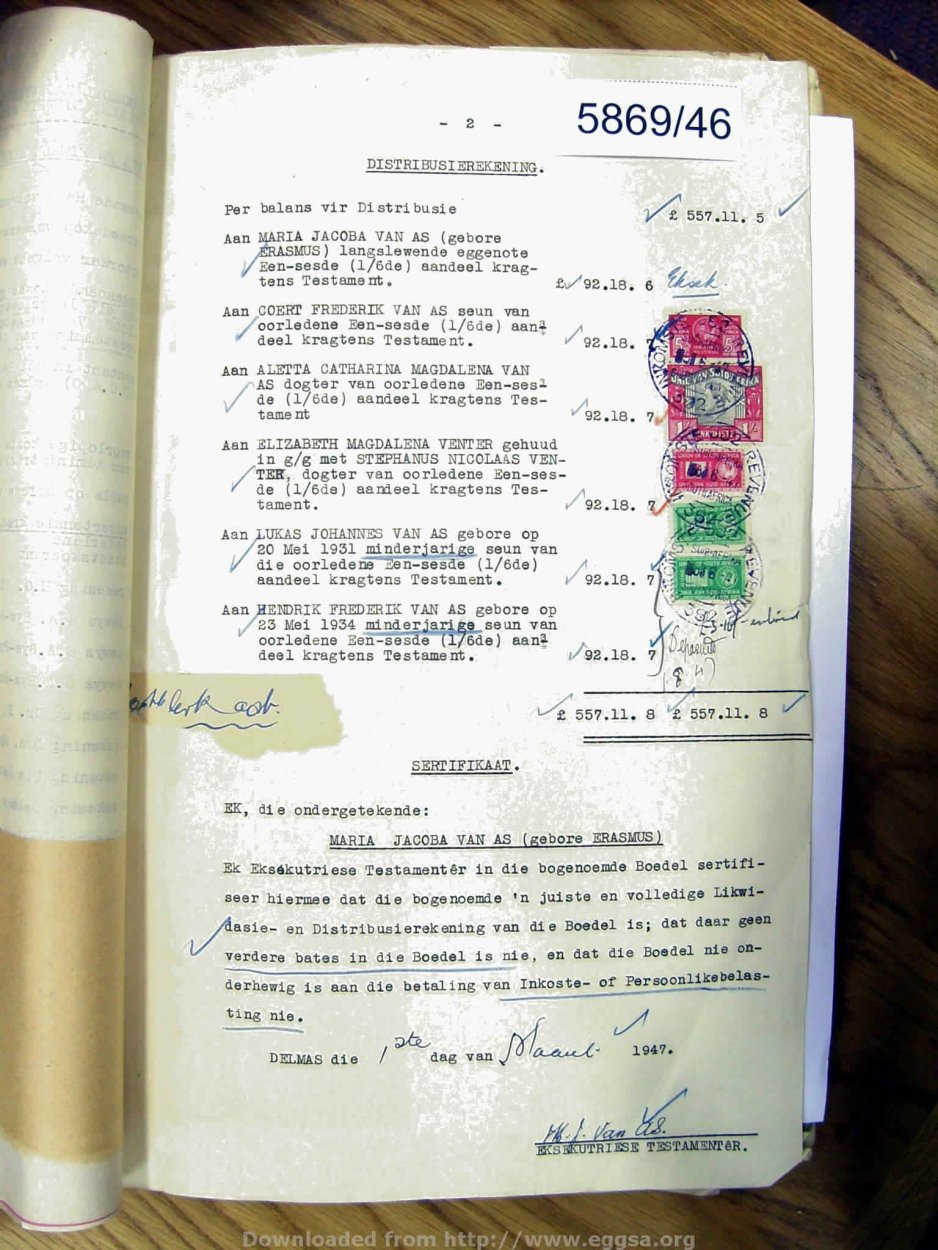 - 2 -
5869/46
DISTRIBUSIEREKENING.
Per balans vir Distribusie £ 557.11. 5
Aan MARIA JACOBA VAN AS (gebore
ERASMUS) langslewende eggenote
Een-sesde (1/6de) aandeel krag-
tens Testament. £ 92.18. 6 Eksek.
Aan COERT FREDERIK VAN AS seun van
oorledene Een-sesde (1/6de) aan-
deel kragtens Testament. 92.18.
Aan ALETTA CATHARINA MAGDALENA VAN
AS dogter van oorledene Een-ses-
de (1/6de) aandeel kragtens Tes-
tament 92.18. 7
Aan ELIZABETH MAGDALENA VENTER gehuud
in g/g met STEPHANUS NICOLAAS VEN-
TER, dogter van oorledene Een-ses-
de (1/6de) aandeel kragtens Tes-
tament. 92.18. 7
Aan LUKAS JOHANNES VAN AS gebore op
20 Mei 1931 minderjarige seun van
die oorledene Een-sesde (1/6de)
aandeel kragtens Testament. 92.18. 7
Aan HENDRIK FREDERIK VAN AS gebore op
23 Mei 1934 minderjarige seun van
oorledene Een-sesde (1/6de) aan-
deel kragtens Testament. 92.18. 7
£ 557.11. 8 £ 557.11. 8
SERTIFIKAAT.
EK, die ondergetekende:
MARIA JACOBA VAN AS (gebore ERASMUS)
Ek Eksekutriese Testamentêr in die bogenoemde Boedel sertifi-
seer hiermee dat die bogenoemde 'n juiste en volledige Likwi-
dasie- en Distribusierekening van die Boedel is; dat daar geen
verdere bates in die Boedel is nie, en dat die Boedel nie on-
derhewig is aan die betaling van Inkoste- of Persoonlikebelas-
ting nie.
DELMAS die 1ste dag van Maart 1947.
M. J. Van As.
EKSEKUTRIESE TESTAMENTêR.
Downloaded from http://www.eggsa.org